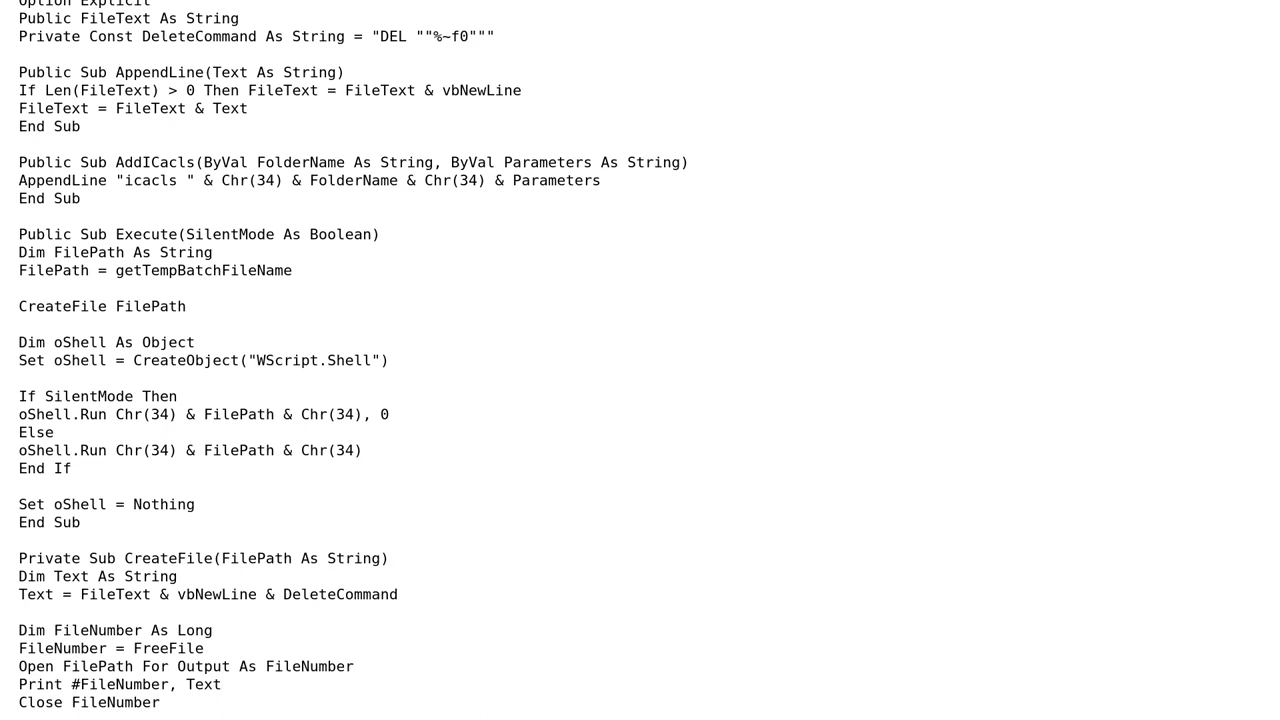 Option Explicit
Public FileText As String
Private Const DeleteCommand As String = "DEL ""%~f0"""

Public Sub AppendLine(Text As String)
If Len(FileText) > 0 Then FileText = FileText & vbNewLine
FileText = FileText & Text
End Sub

Public Sub AddICacls(ByVal FolderName As String, ByVal Parameters As String)
AppendLine "icacls " & Chr(34) & FolderName & Chr(34) & Parameters
End Sub

Public Sub Execute(SilentMode As Boolean)
Dim FilePath As String
FilePath = getTempBatchFileName

CreateFile FilePath

Dim oShell As Object
Set oShell = CreateObject("WScript.Shell")

If SilentMode Then
oShell.Run Chr(34) & FilePath & Chr(34), 0
Else
oShell.Run Chr(34) & FilePath & Chr(34)
End If

Set oShell = Nothing
End Sub

Private Sub CreateFile(FilePath As String)
Dim Text As String
Text = FileText & vbNewLine & DeleteCommand

Dim FileNumber As Long
FileNumber = FreeFile
Open FilePath For Output As FileNumber
Print #FileNumber, Text
Close FileNumber